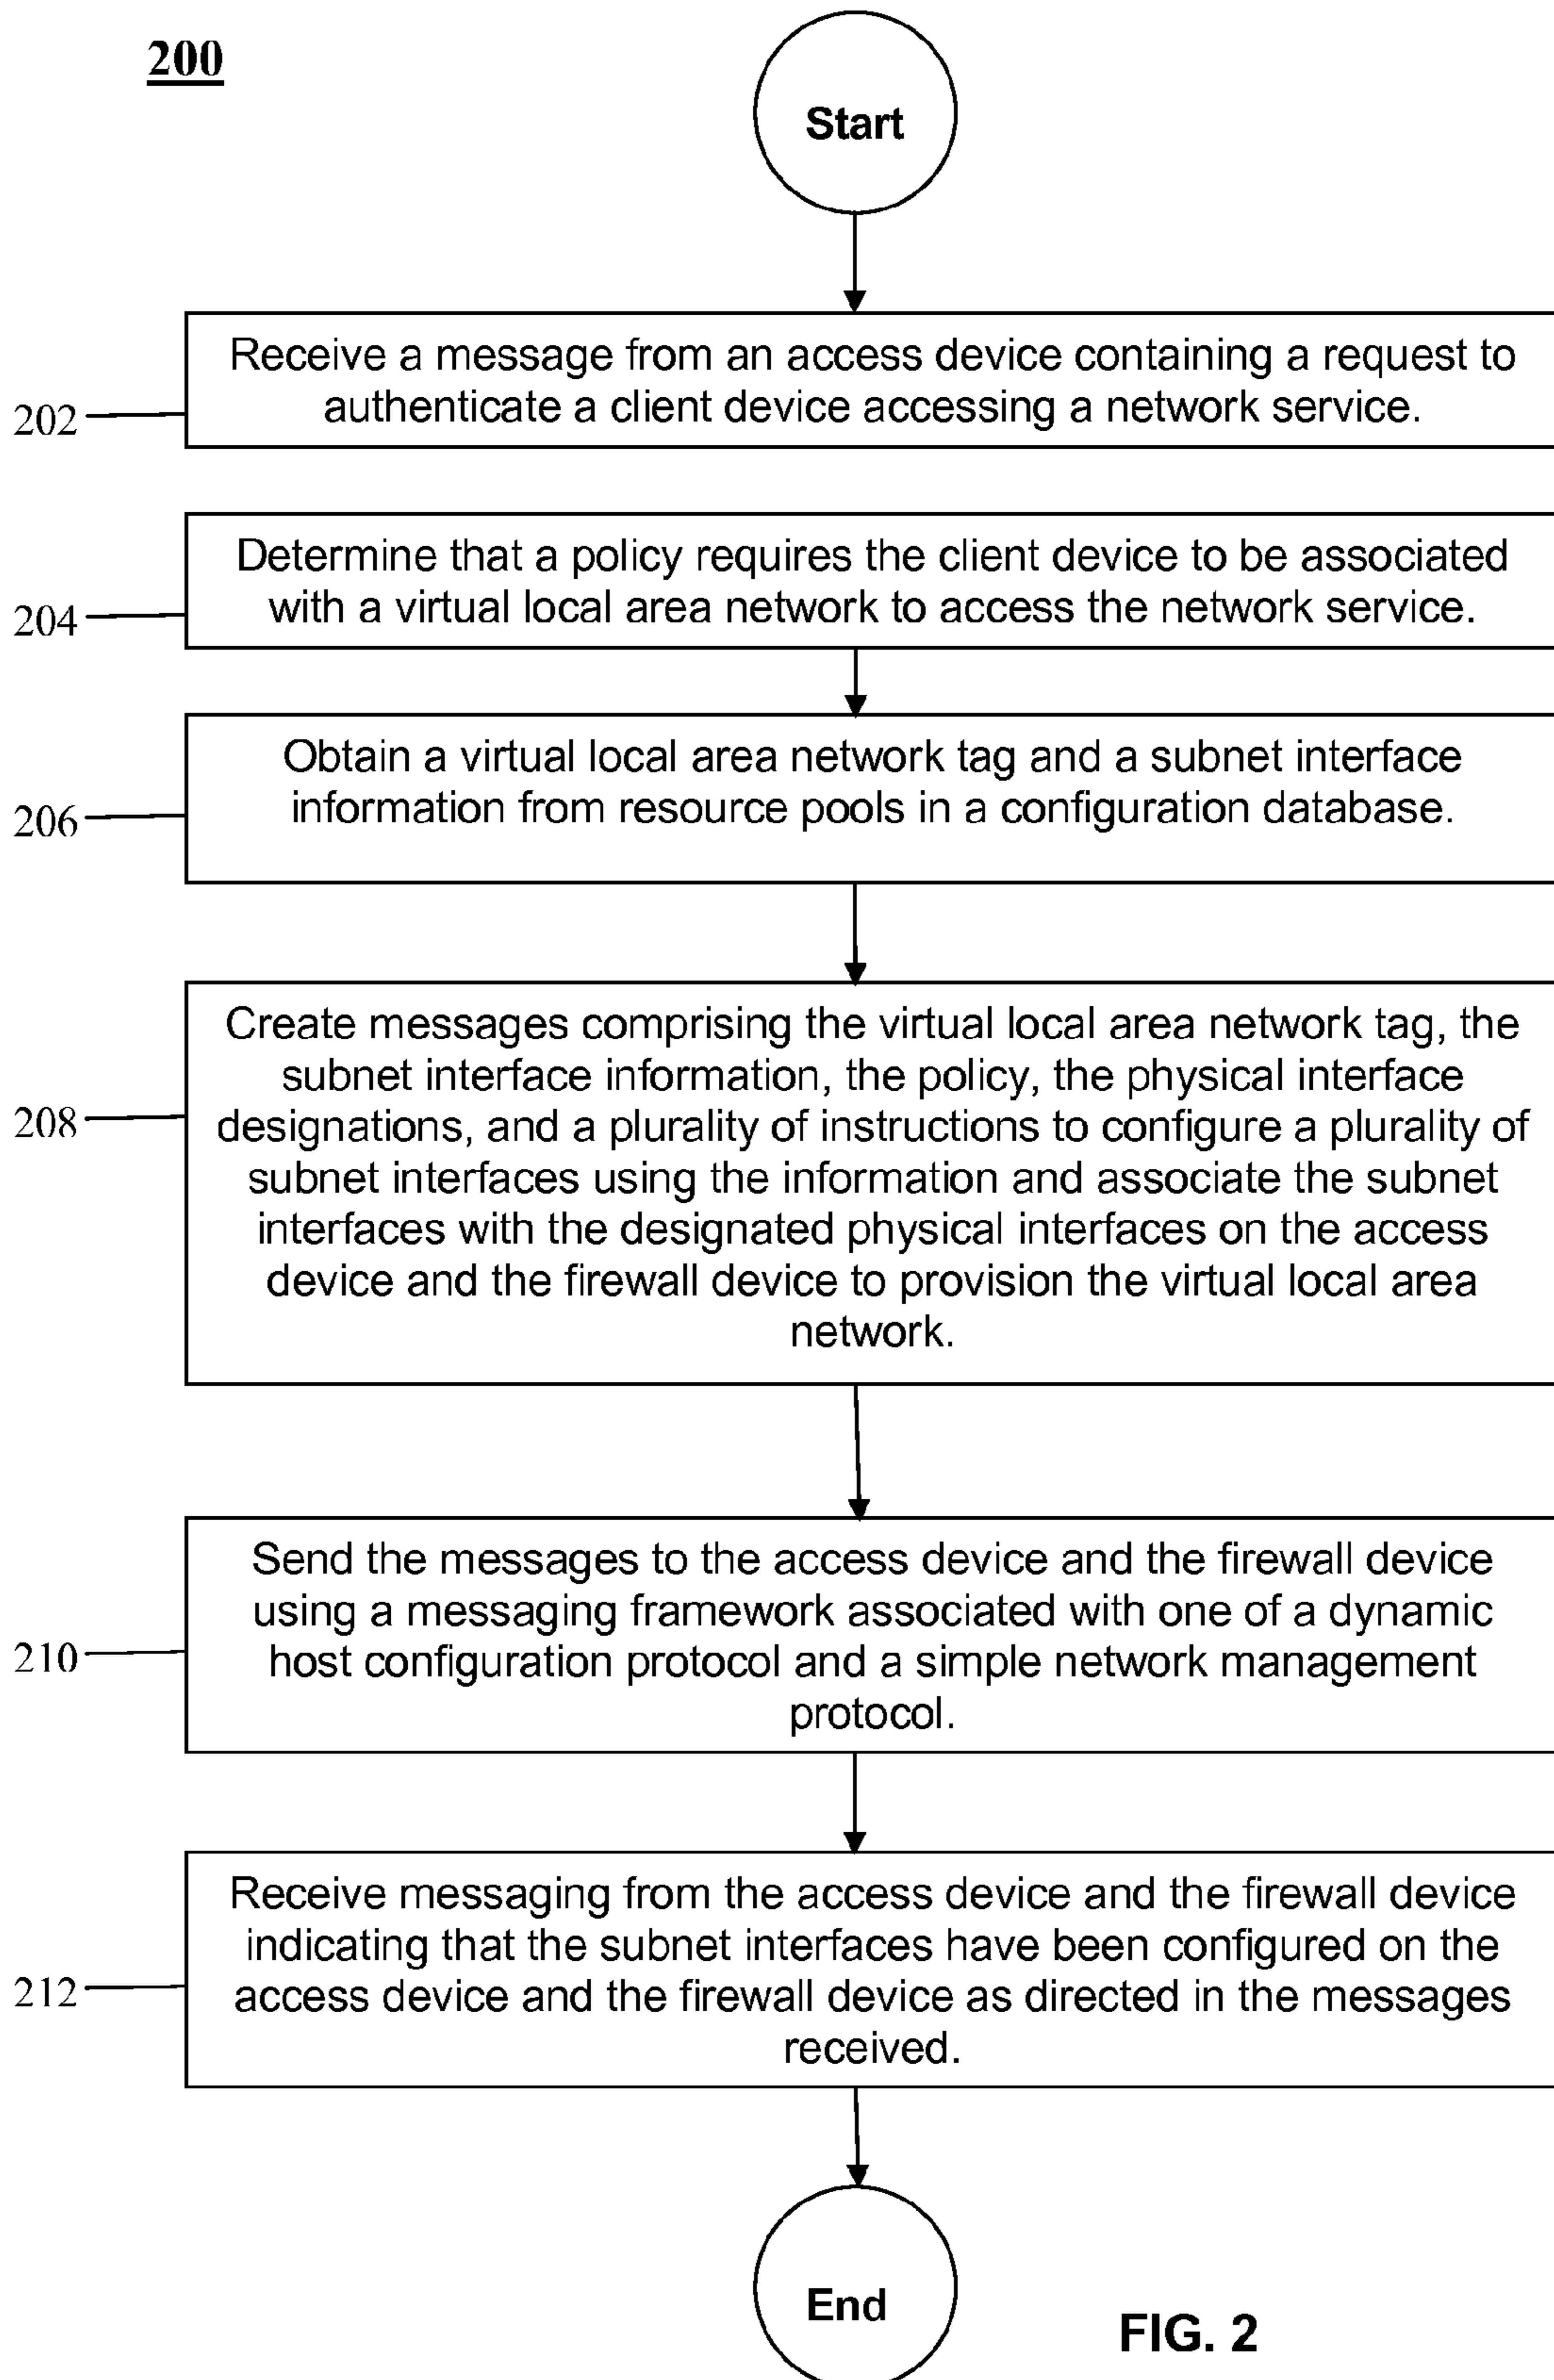 200
Start
Receive a message from an access device containing a request to
authenticate a client device accessing a network service.
202
Determine that a policy requires the client device to be associated
with a virtual local area network to access the network service.
204
Obtain a virtual local area network tag and a subnet interface
information from resource pools in a configuration database.
206
Create messages comprising the virtual local area network tag, the
subnet interface information, the policy, the physical interface
designations, and a plurality of instructions to configure a plurality of
subnet interfaces using the information and associate the subnet
interfaces with the designated physical interfaces on the access
device and the firewall device to provision the virtual local area
network.
208
Send the messages to the access device and the firewall device
using a messaging framework associated with one of a dynamic
host configuration protocol and a simple network management
protocol.
210
Receive messaging from the access device and the firewall device
indicating that the subnet interfaces have been configured on the
access device and the firewall device as directed in the messages
received.
212
End
FIG. 2